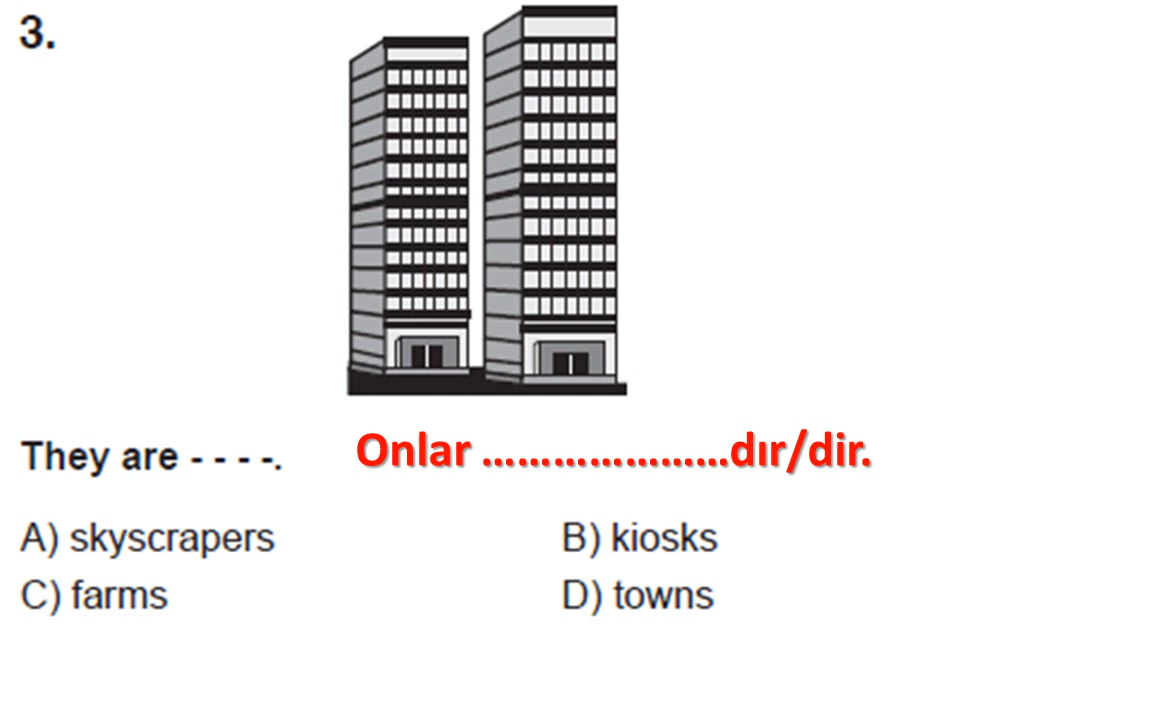 3.
They are - - - -. Onlar .....................dır/dir.
A) skyscrapers B) kiosks
C) farms D) towns